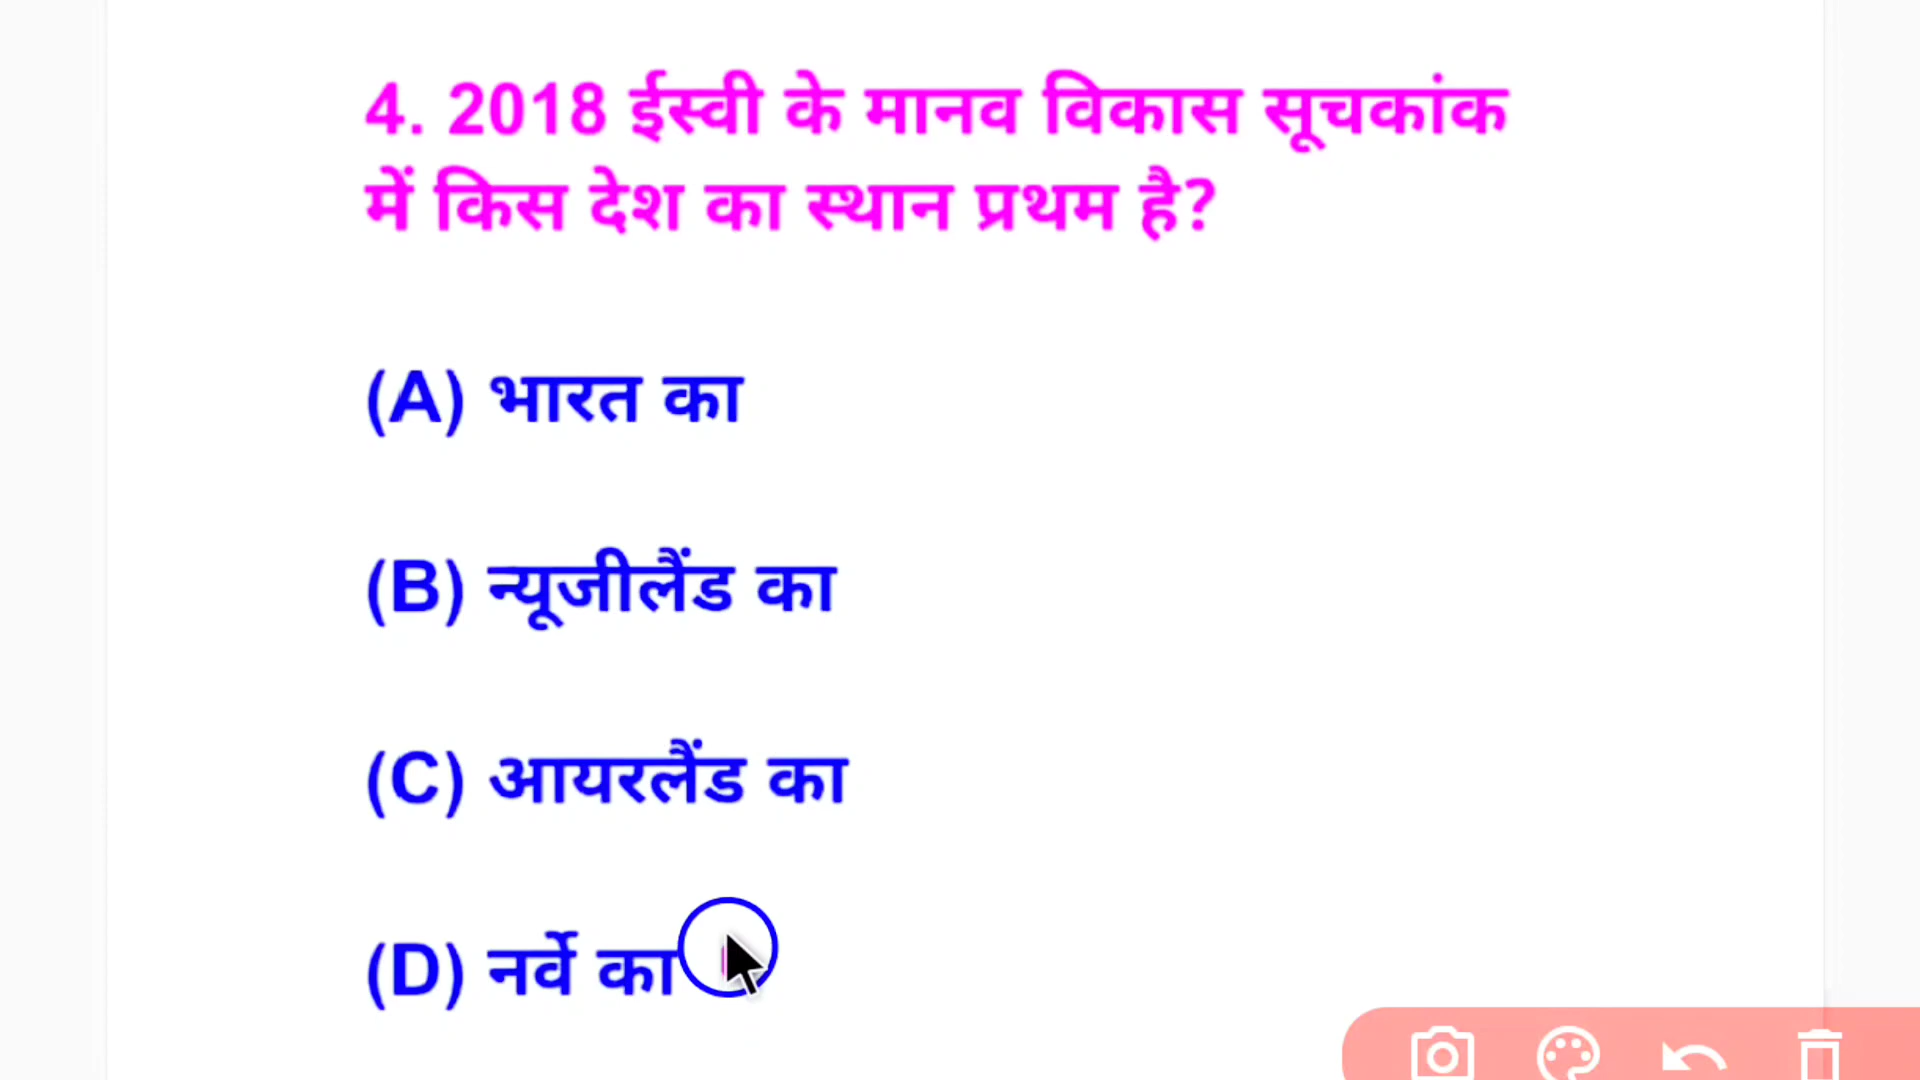 4. 2018 ईस्वी के मानव विकास सूचकांक
में किस देश का स्थान प्रथम है?
(A) भारत का
(B) न्यूजीलैंड का
(C) आयरलैंड का
(D) नर्वे का